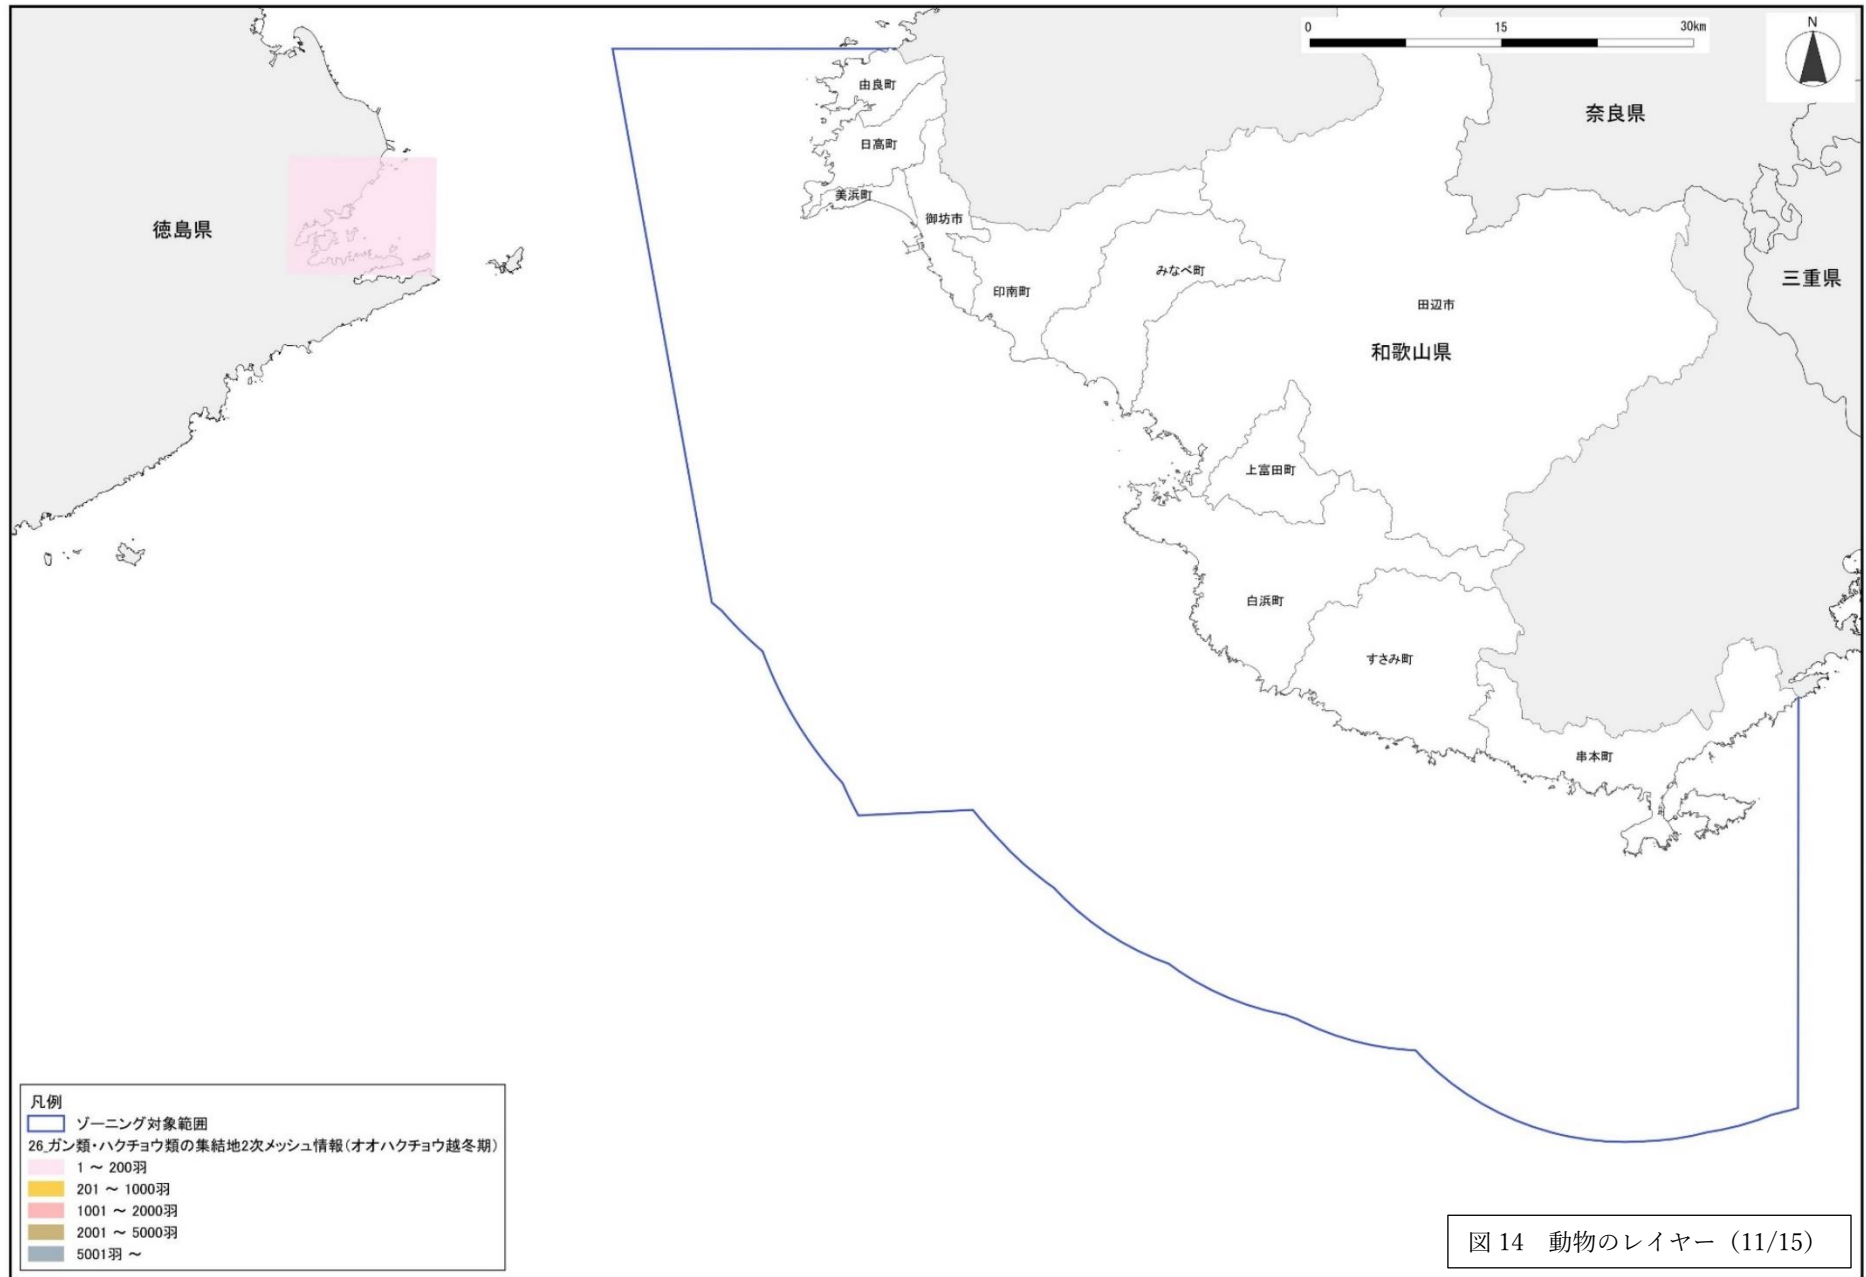 0 15 30km
N
由良町
奈良県
日高町
美浜町
御坊市
徳島県
みなべ町
三重県
印南町
田辺市
和歌山県
上富田町
白浜町
すさみ町
串本町
凡例
ゾーニング対象範囲
26_ガン類・ハクチョウ類の集結地2次メッシュ情報(オオハクチョウ越冬期)
1 ～ 200羽
201 ～ 1000羽
1001 ～ 2000羽
2001 ～ 5000羽
5001羽 ～
図 14　動物のレイヤー（11/15）